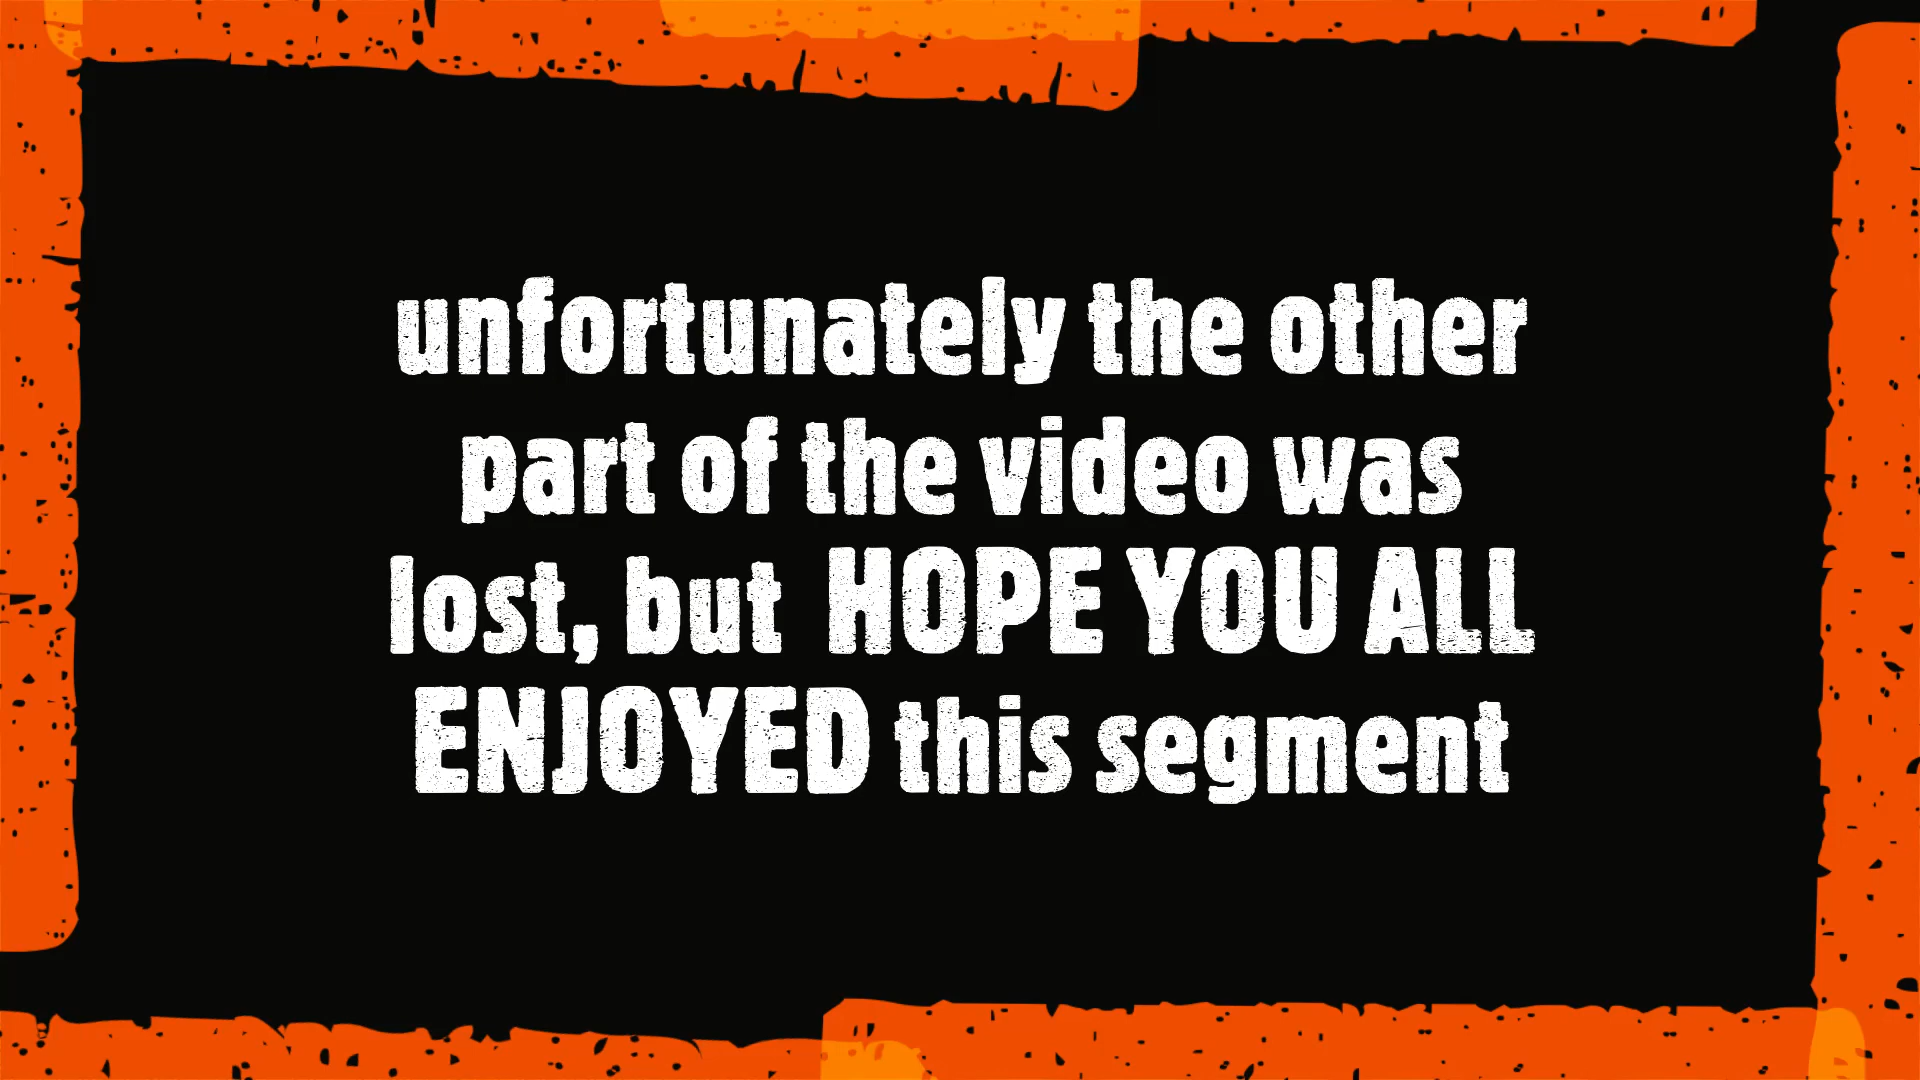 unfortunately the other
part of the video was
lost, but HOPE YOU ALL
ENJOYED this segment